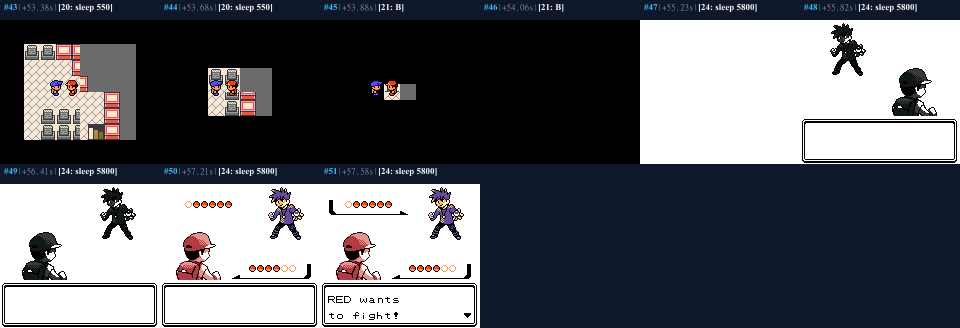 #43| +53.38s| [20: sleep 550]
#44| +53.68s| [20: sleep 550]
#45| +53.88s| [21: B]
#46| +54.06s| [21: B]
#47| +55.23s| [24: sleep 5800]
#48| +55.82s| [24: sleep 5800]
#49| +56.41s| [24: sleep 5800]
#50| +57.21s| [24: sleep 5800]
#51| +57.58s| [24: sleep 5800]
RED wants
to fight!